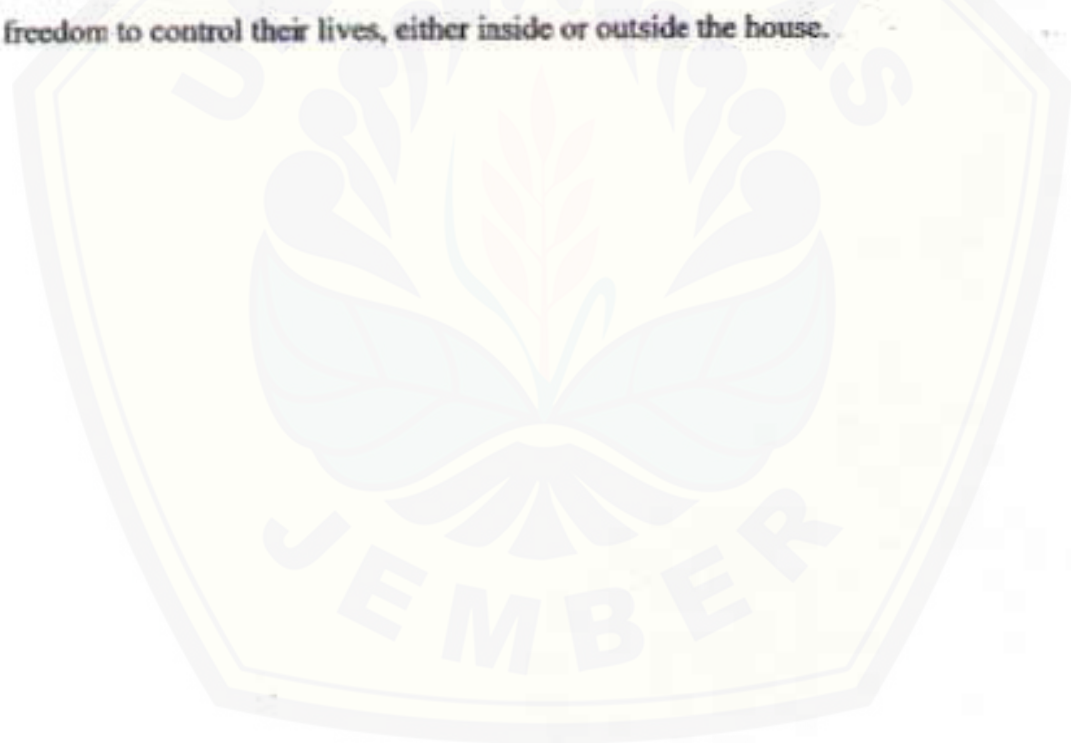 freedom to control their lives, either inside or outside the house.
U S
JEMBER